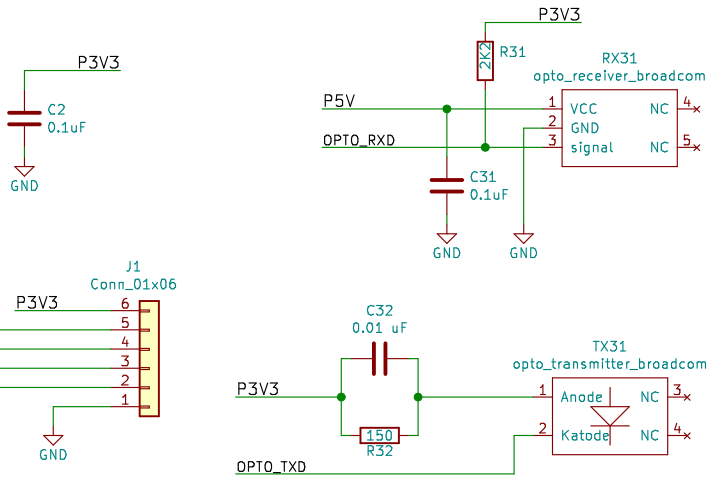 P3V3
C2
0.1uF
GND
P3V3
2K2
R31
RX31
opto_receiver_broadcom
P5V
OPTO_RXD
1 VCC NC 4
2 GND
3 signal NC 5
C31
0.1uF
GND
GND
J1
Conn_01x06
P3V3
6
5
4
3
2
1
GND
C32
0.01 uF
P3V3
150
R32
OPTO_TXD
TX31
opto_transmitter_broadcom
1 Anode NC 3
2 Katode NC 4